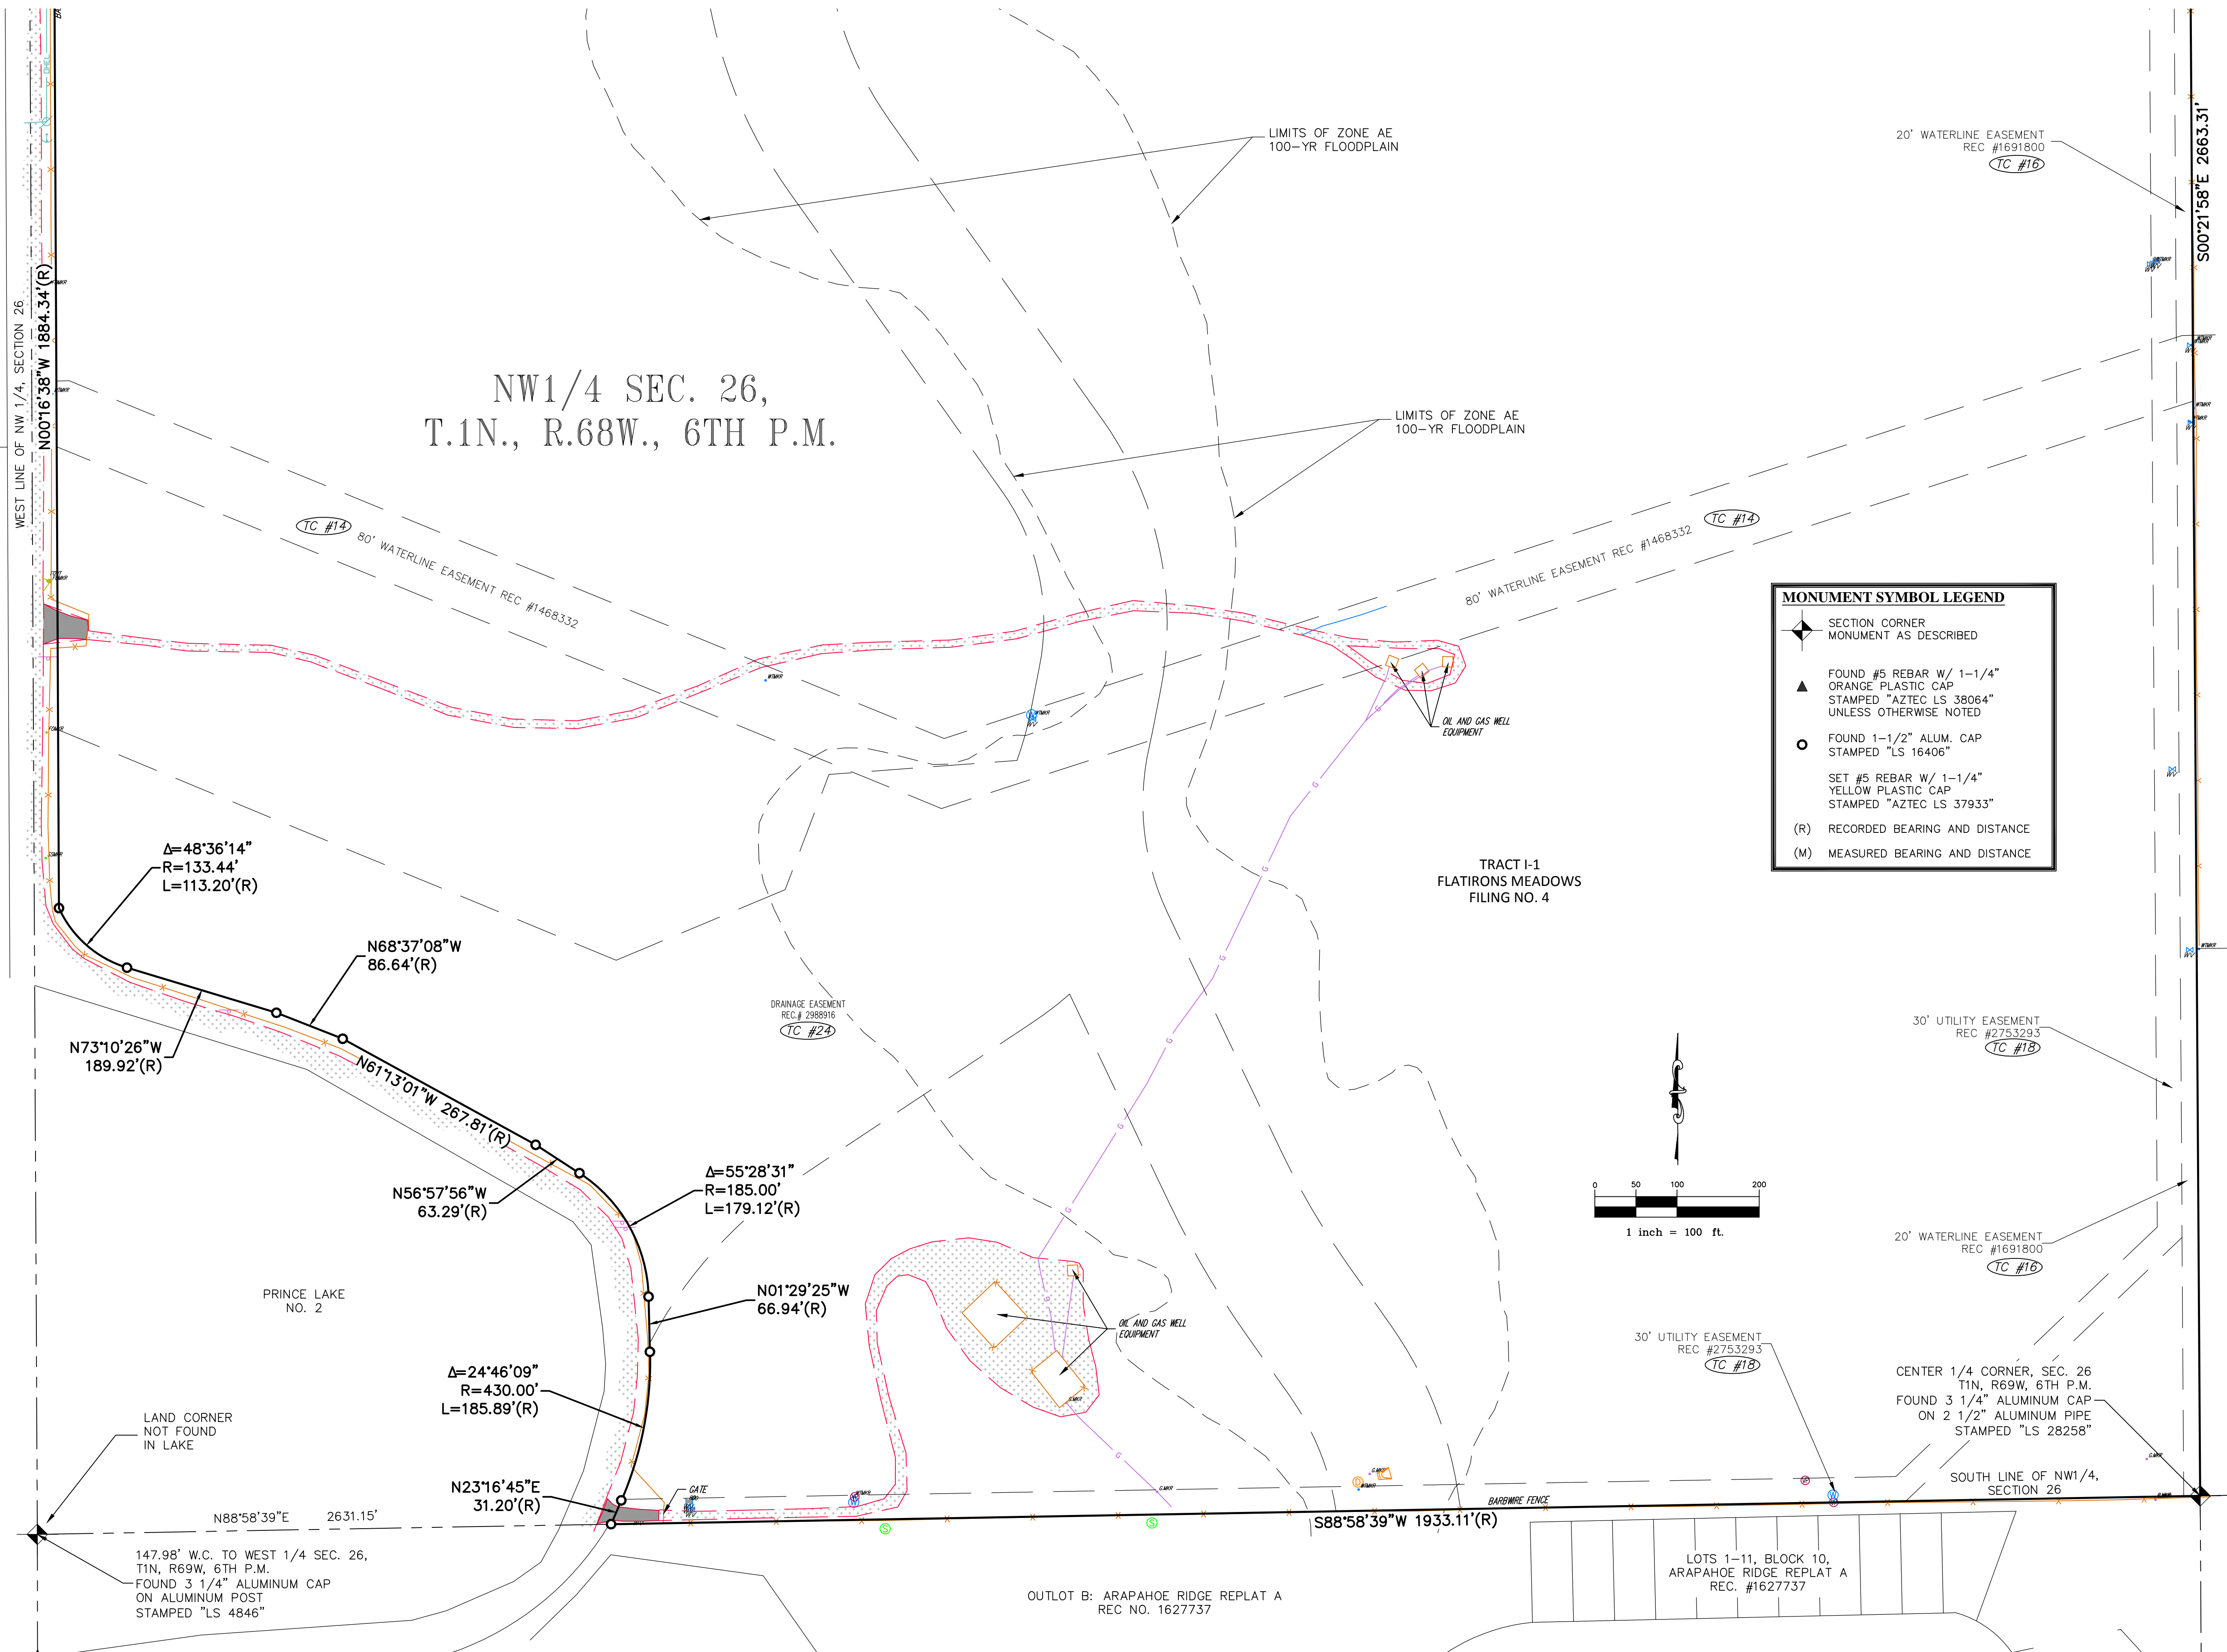 LIMITS OF ZONE AE
100-YR FLOODPLAIN
20' WATERLINE EASEMENT
REC #1691800
TC #16
S00°21'58"E 2663.31'
WEST LINE OF NW 1/4, SECTION 26
N00°16'38"W 1884.34'(R)
NW1/4 SEC. 26,
T.1N., R.68W., 6TH P.M.
LIMITS OF ZONE AE
100-YR FLOODPLAIN
TC #14
80' WATERLINE EASEMENT REC #1468332
TC #14
80' WATERLINE EASEMENT REC #1468332
OIL AND GAS WELL
EQUIPMENT
MONUMENT SYMBOL LEGEND
SECTION CORNER
MONUMENT AS DESCRIBED
FOUND #5 REBAR W/ 1-1/4"
ORANGE PLASTIC CAP
STAMPED "AZTEC LS 38064"
UNLESS OTHERWISE NOTED
FOUND 1-1/2" ALUM. CAP
STAMPED "LS 16406"
SET #5 REBAR W/ 1-1/4"
YELLOW PLASTIC CAP
STAMPED "AZTEC LS 37933"
(R) RECORDED BEARING AND DISTANCE
(M) MEASURED BEARING AND DISTANCE
Δ=48°36'14"
R=133.44'
L=113.20'(R)
TRACT I-1
FLATIRONS MEADOWS
FILING NO. 4
N68°37'08"W
86.64'(R)
N73°10'26"W
189.92'(R)
DRAINAGE EASEMENT
REC.# 2988916
TC #24
30' UTILITY EASEMENT
REC #2753293
TC #18
N61°13'01"W 267.81'(R)
N56°57'56"W
63.29'(R)
Δ=55°28'31"
R=185.00'
L=179.12'(R)
0 50 100 200
1 inch = 100 ft.
20' WATERLINE EASEMENT
REC #1691800
TC #16
PRINCE LAKE
NO. 2
N01°29'25"W
66.94'(R)
OIL AND GAS WELL
EQUIPMENT
30' UTILITY EASEMENT
REC #2753293
TC #18
Δ=24°46'09"
R=430.00'
L=185.89'(R)
CENTER 1/4 CORNER, SEC. 26
T1N, R69W, 6TH P.M.
FOUND 3 1/4" ALUMINUM CAP
ON 2 1/2" ALUMINUM PIPE
STAMPED "LS 28258"
LAND CORNER
NOT FOUND
IN LAKE
N23°16'45"E
31.20'(R)
GATE
SOUTH LINE OF NW1/4,
SECTION 26
BARBWIRE FENCE
N88°58'39"E 2631.15'
S88°58'39"W 1933.11'(R)
147.98' W.C. TO WEST 1/4 SEC. 26,
T1N, R69W, 6TH P.M.
FOUND 3 1/4" ALUMINUM CAP
ON ALUMINUM POST
STAMPED "LS 4846"
OUTLOT B: ARAPAHOE RIDGE REPLAT A
REC NO. 1627737
LOTS 1-11, BLOCK 10,
ARAPAHOE RIDGE REPLAT A
REC. #1627737